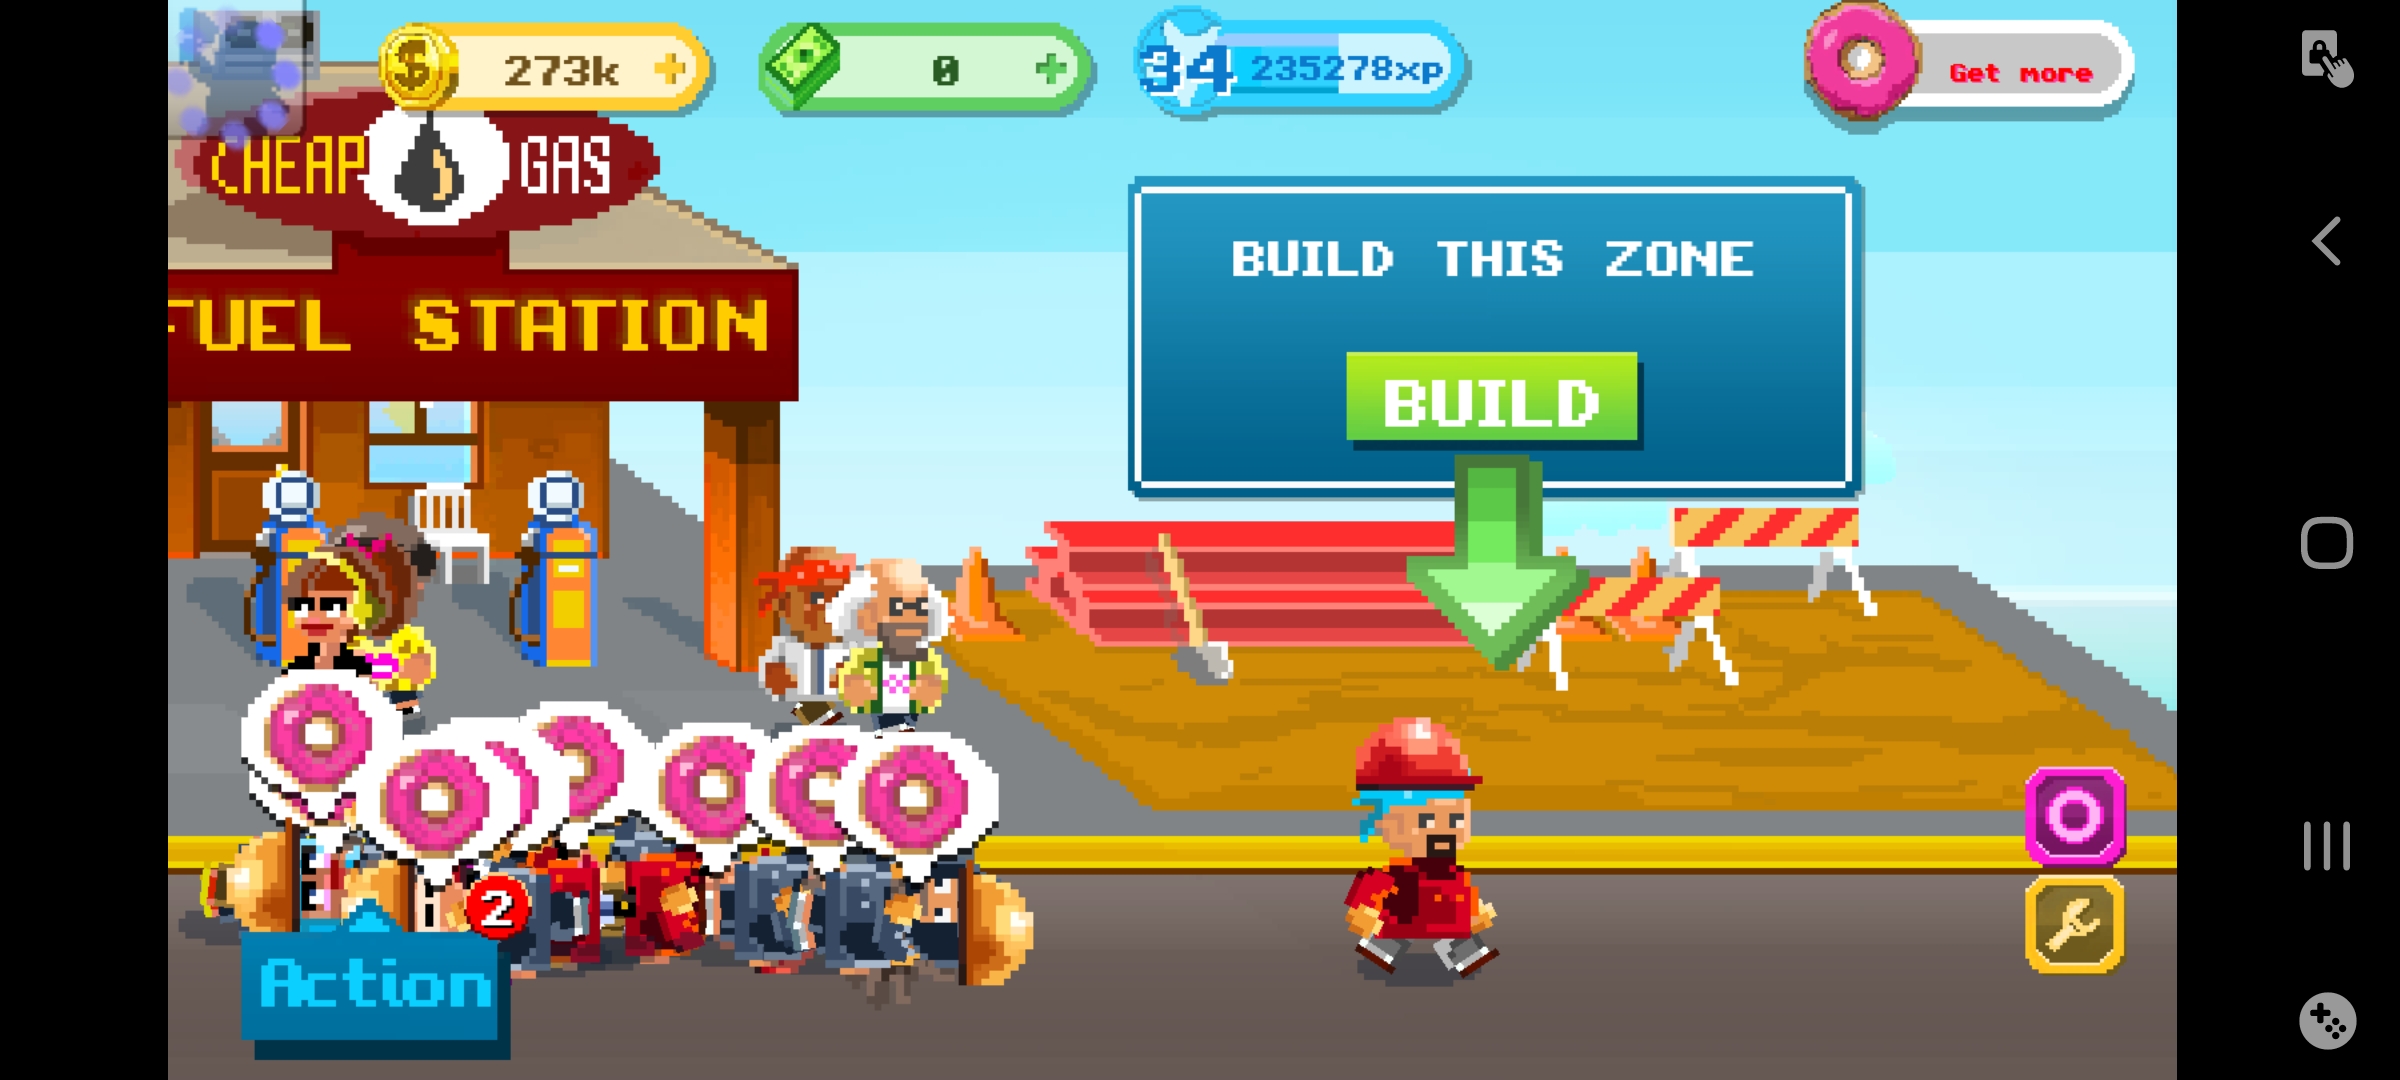 273k
0
34 235278xp
Get more
CHEAP GAS
FUEL STATION
BUILD THIS ZONE
BUILD
2
Action